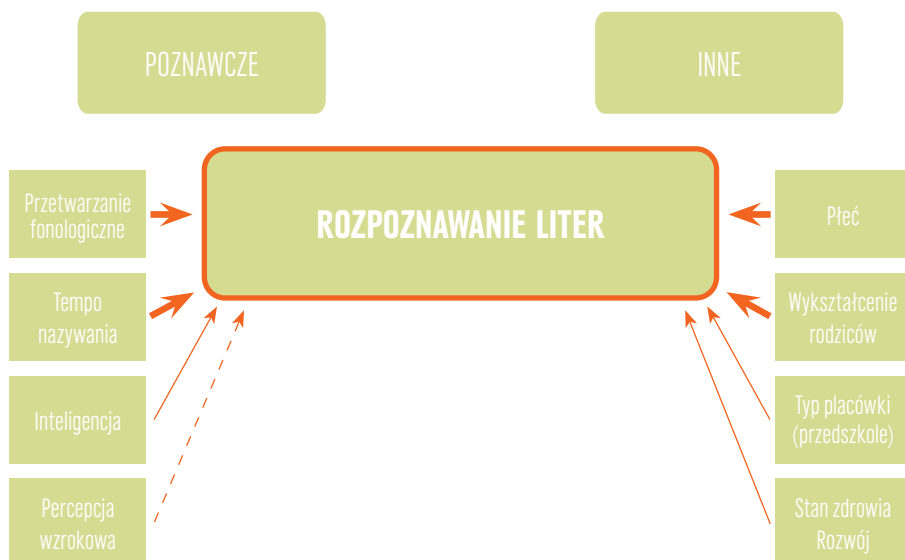 POZNAWCZE
INNE
ROZPOZNAWANIE LITER
Przetwarzanie
fonologiczne
Tempo
nazywania
Inteligencja
Percepcja
wzrokowa
Płeć
Wykształcenie
rodziców
Typ placówki
(przedszkole)
Stan zdrowia
Rozwój